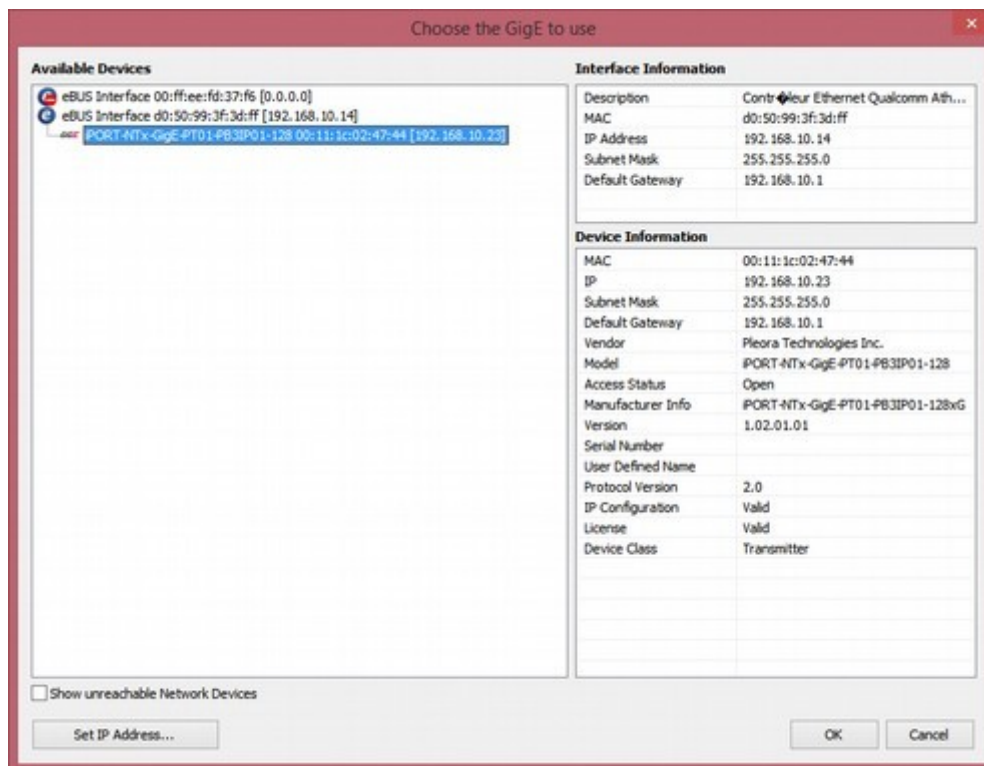 Choose the GigE to use
Available Devices
eBUS Interface 00:ff:ee:fd:37:f6 [0.0.0.0]
eBUS Interface d0:50:99:3f:3d:ff [192.168.10.14]
iPORT-NTx-GigE-PT01-PB3IP01-128 00:11:1c:02:47:44 [192.168.10.23]
Interface Information
Description Contr�leur Ethernet Qualcomm Ath...
MAC d0:50:99:3f:3d:ff
IP Address 192.168.10.14
Subnet Mask 255.255.255.0
Default Gateway 192.168.10.1
Device Information
MAC 00:11:1c:02:47:44
IP 192.168.10.23
Subnet Mask 255.255.255.0
Default Gateway 192.168.10.1
Vendor Pleora Technologies Inc.
Model iPORT-NTx-GigE-PT01-PB3IP01-128
Access Status Open
Manufacturer Info iPORT-NTx-GigE-PT01-PB3IP01-128xG
Version 1.02.01.01
Serial Number
User Defined Name
Protocol Version 2.0
IP Configuration Valid
License Valid
Device Class Transmitter
Show unreachable Network Devices
Set IP Address...
OK Cancel